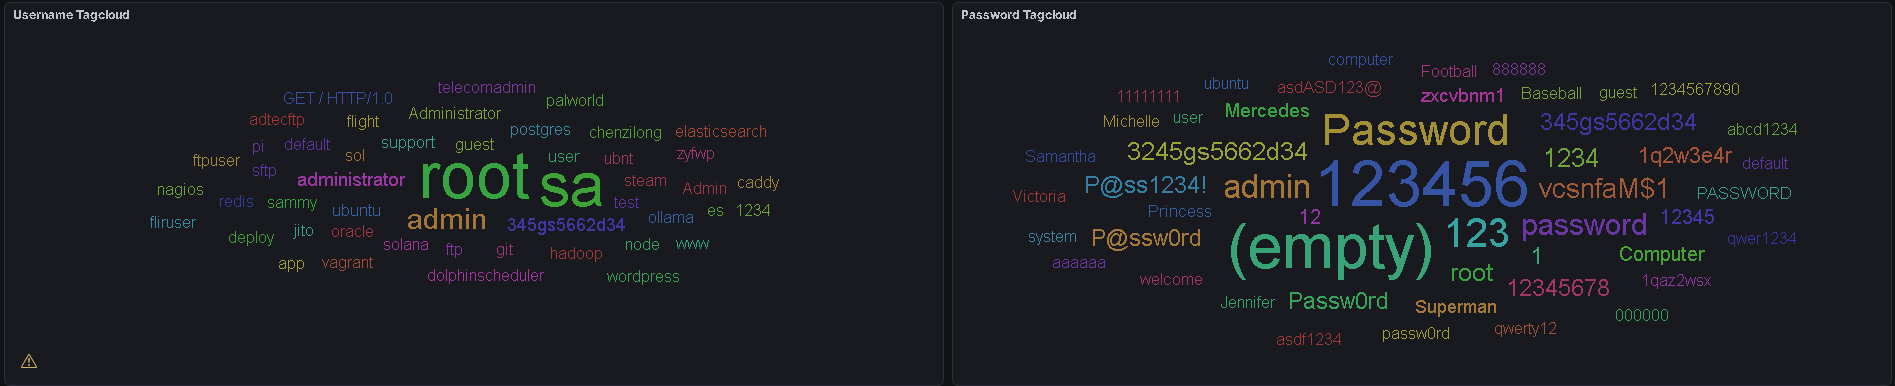 Username Tagcloud
telecomadmin
GET / HTTP/1.0
palworld
adtecftp
flight
Administrator
postgres
chenzilong
elasticsearch
pi
default
support
guest
ftpuser
sftp
sol
root
sa
user
ubnt
zyfwp
nagios
administrator
steam
Admin
caddy
redis
sammy
ubuntu
admin
345gs5662d34
test
ollama
es
1234
fliruser
deploy
jito
oracle
solana
ftp
git
hadoop
node
www
app
vagrant
dolphinscheduler
wordpress
Password Tagcloud
computer
Football
888888
ubuntu
asdASD123@
zxcvbnm1
Baseball
guest
1234567890
11111111
Mercedes
Michelle
user
Password
345gs5662d34
abcd1234
Samantha
3245gs5662d34
1234
1q2w3e4r
default
Victoria
P@ss1234!
admin
123456
vcsnfaM$1
PASSWORD
Princess
12
12345
system
P@ssw0rd
(empty)
123
password
qwer1234
aaaaaa
root
1
Computer
welcome
12345678
1qaz2wsx
Jennifer
Passw0rd
Superman
000000
asdf1234
passw0rd
qwerty12